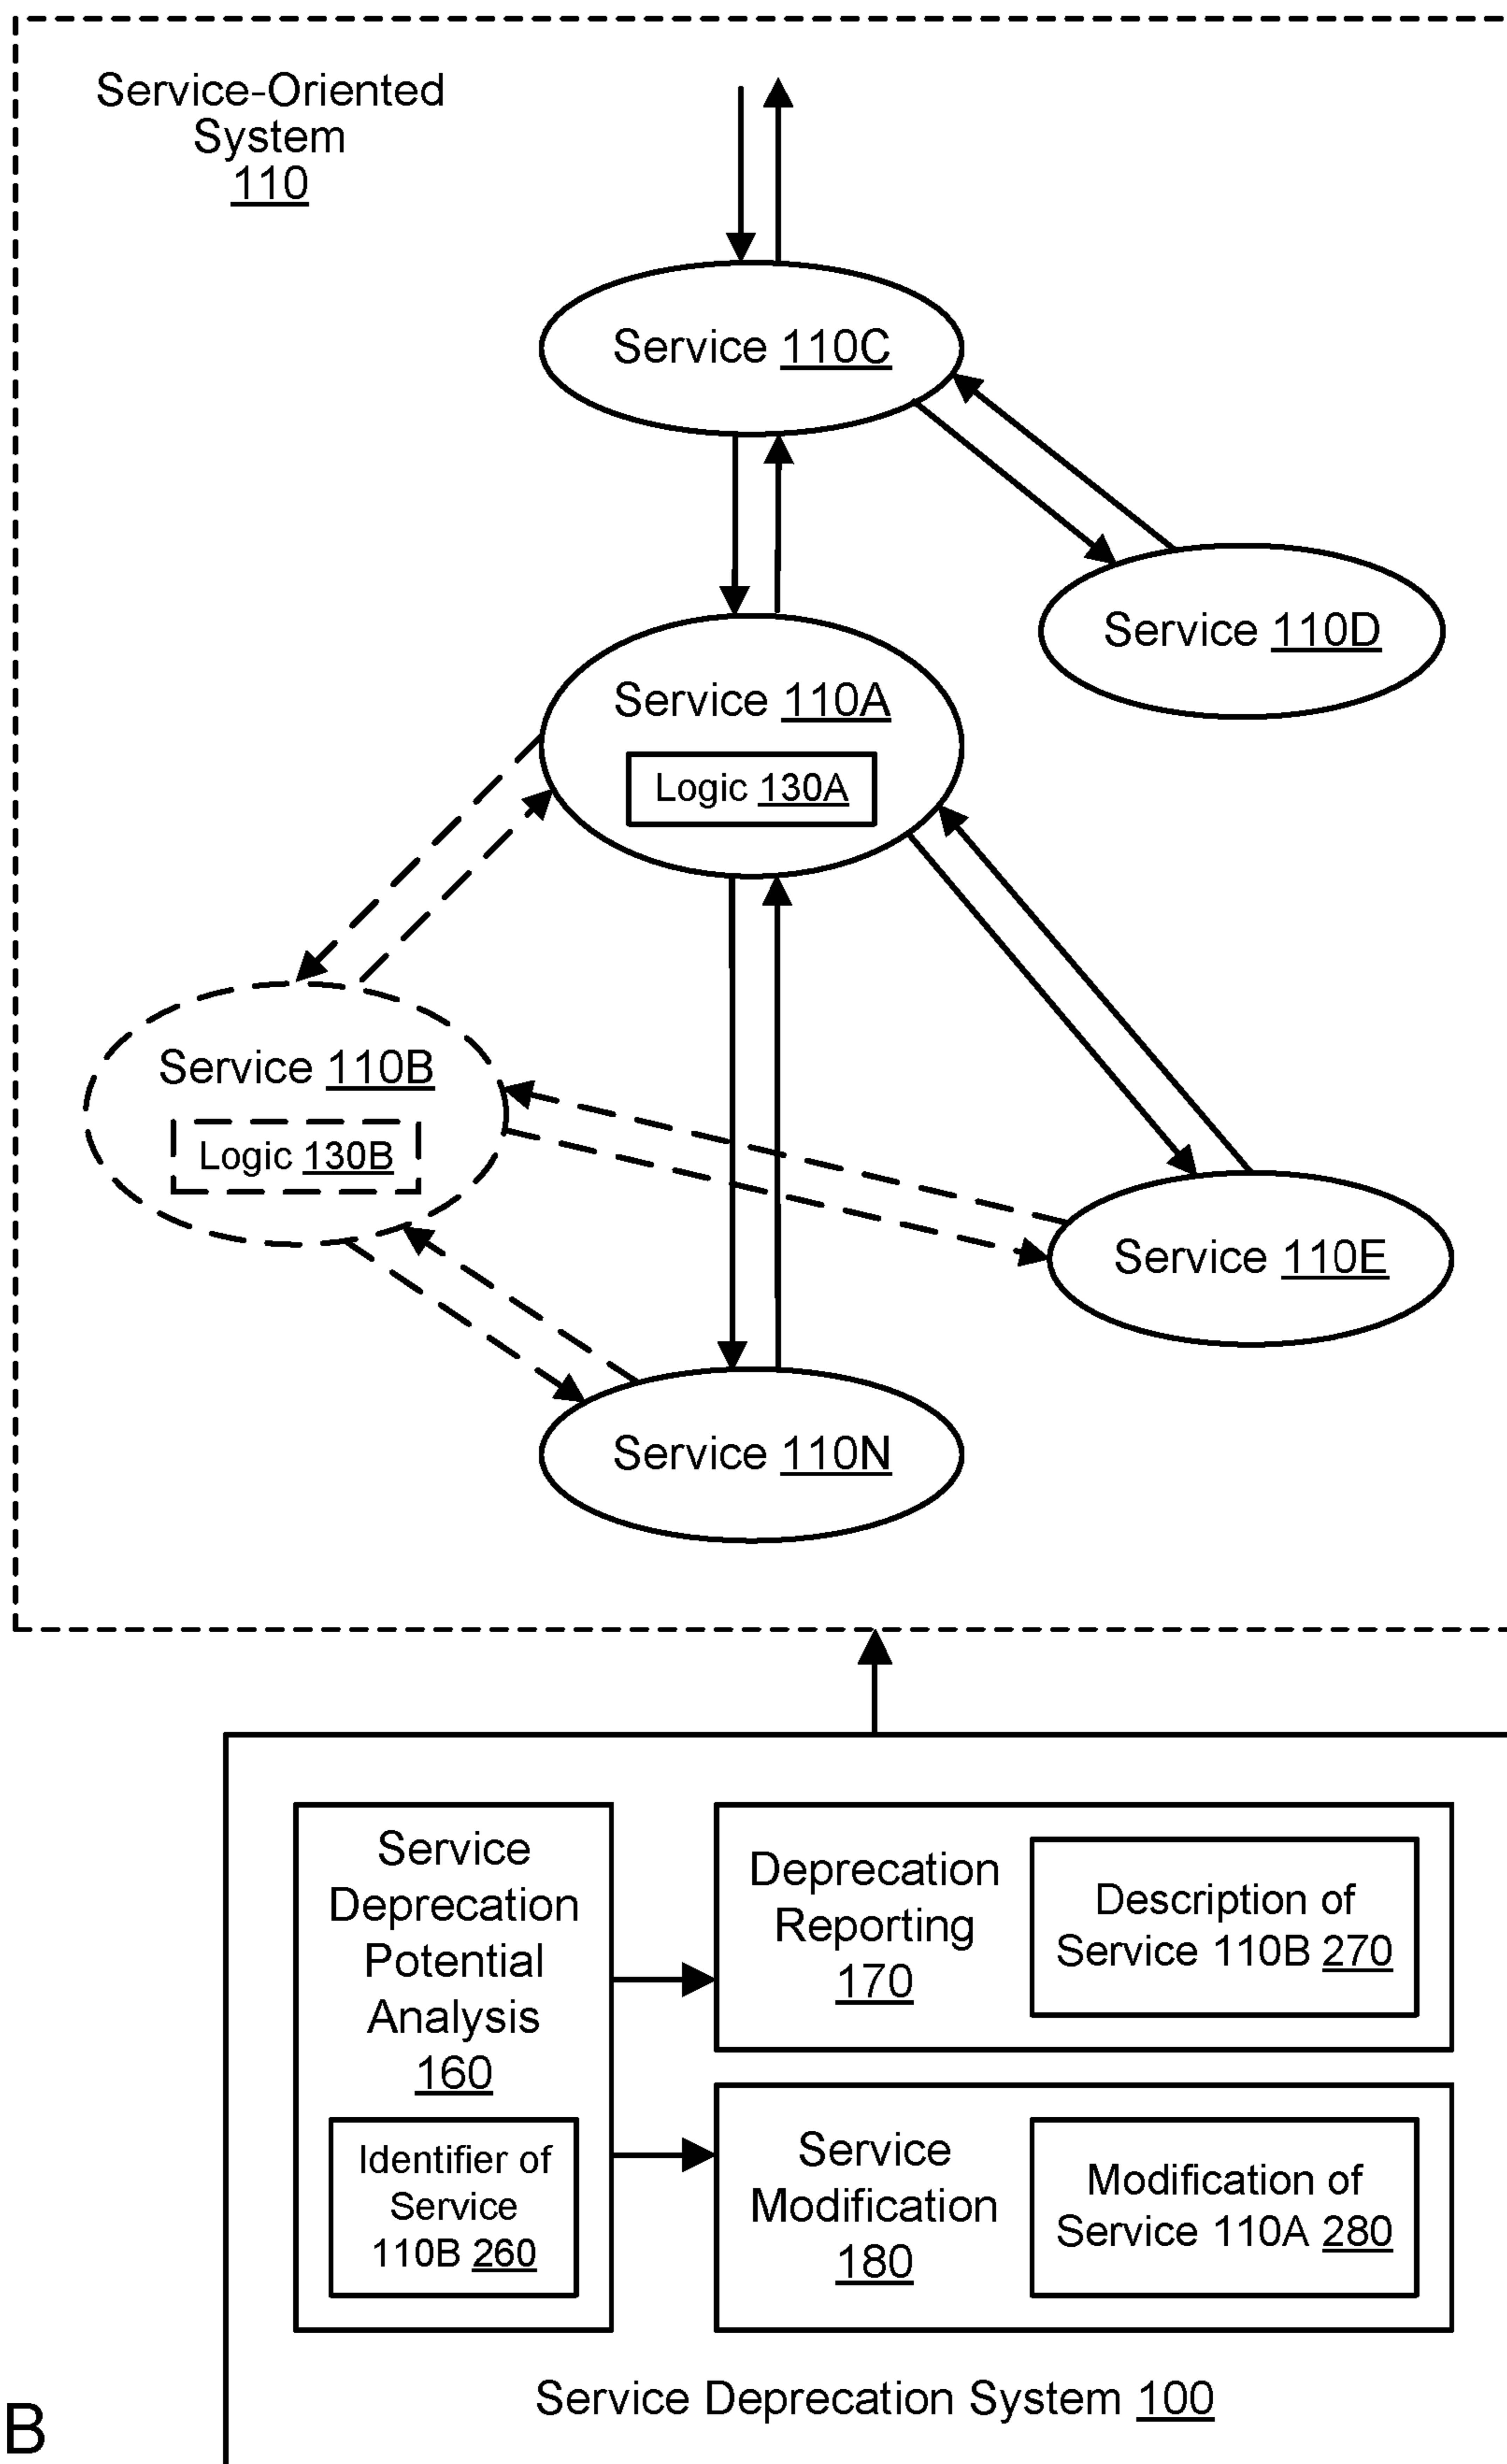 Service-Oriented
System
110
Service 110C
Service 110D
Service 110A
Logic 130A
Service 110B
Logic 130B
Service 110E
Service 110N
Service
Deprecation
Potential
Analysis
160
Identifier of
Service
110B 260
Deprecation
Reporting
170
Description of
Service 110B 270
Service
Modification
180
Modification of
Service 110A 280
Service Deprecation System 100
B